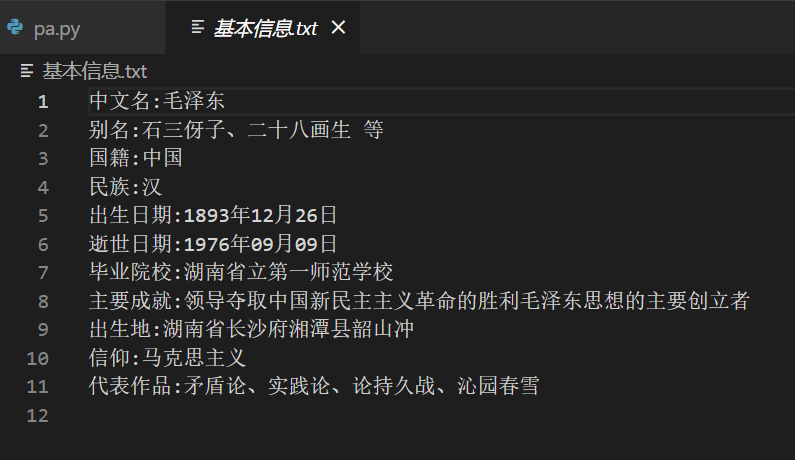 pa.py
基本信息.txt
基本信息.txt
1 中文名:毛泽东
2 别名:石三伢子、二十八画生 等
3 国籍:中国
4 民族:汉
5 出生日期:1893年12月26日
6 逝世日期:1976年09月09日
7 毕业院校:湖南省立第一师范学校
8 主要成就:领导夺取中国新民主主义革命的胜利毛泽东思想的主要创立者
9 出生地:湖南省长沙府湘潭县韶山冲
10 信仰:马克思主义
11 代表作品:矛盾论、实践论、论持久战、沁园春雪
12